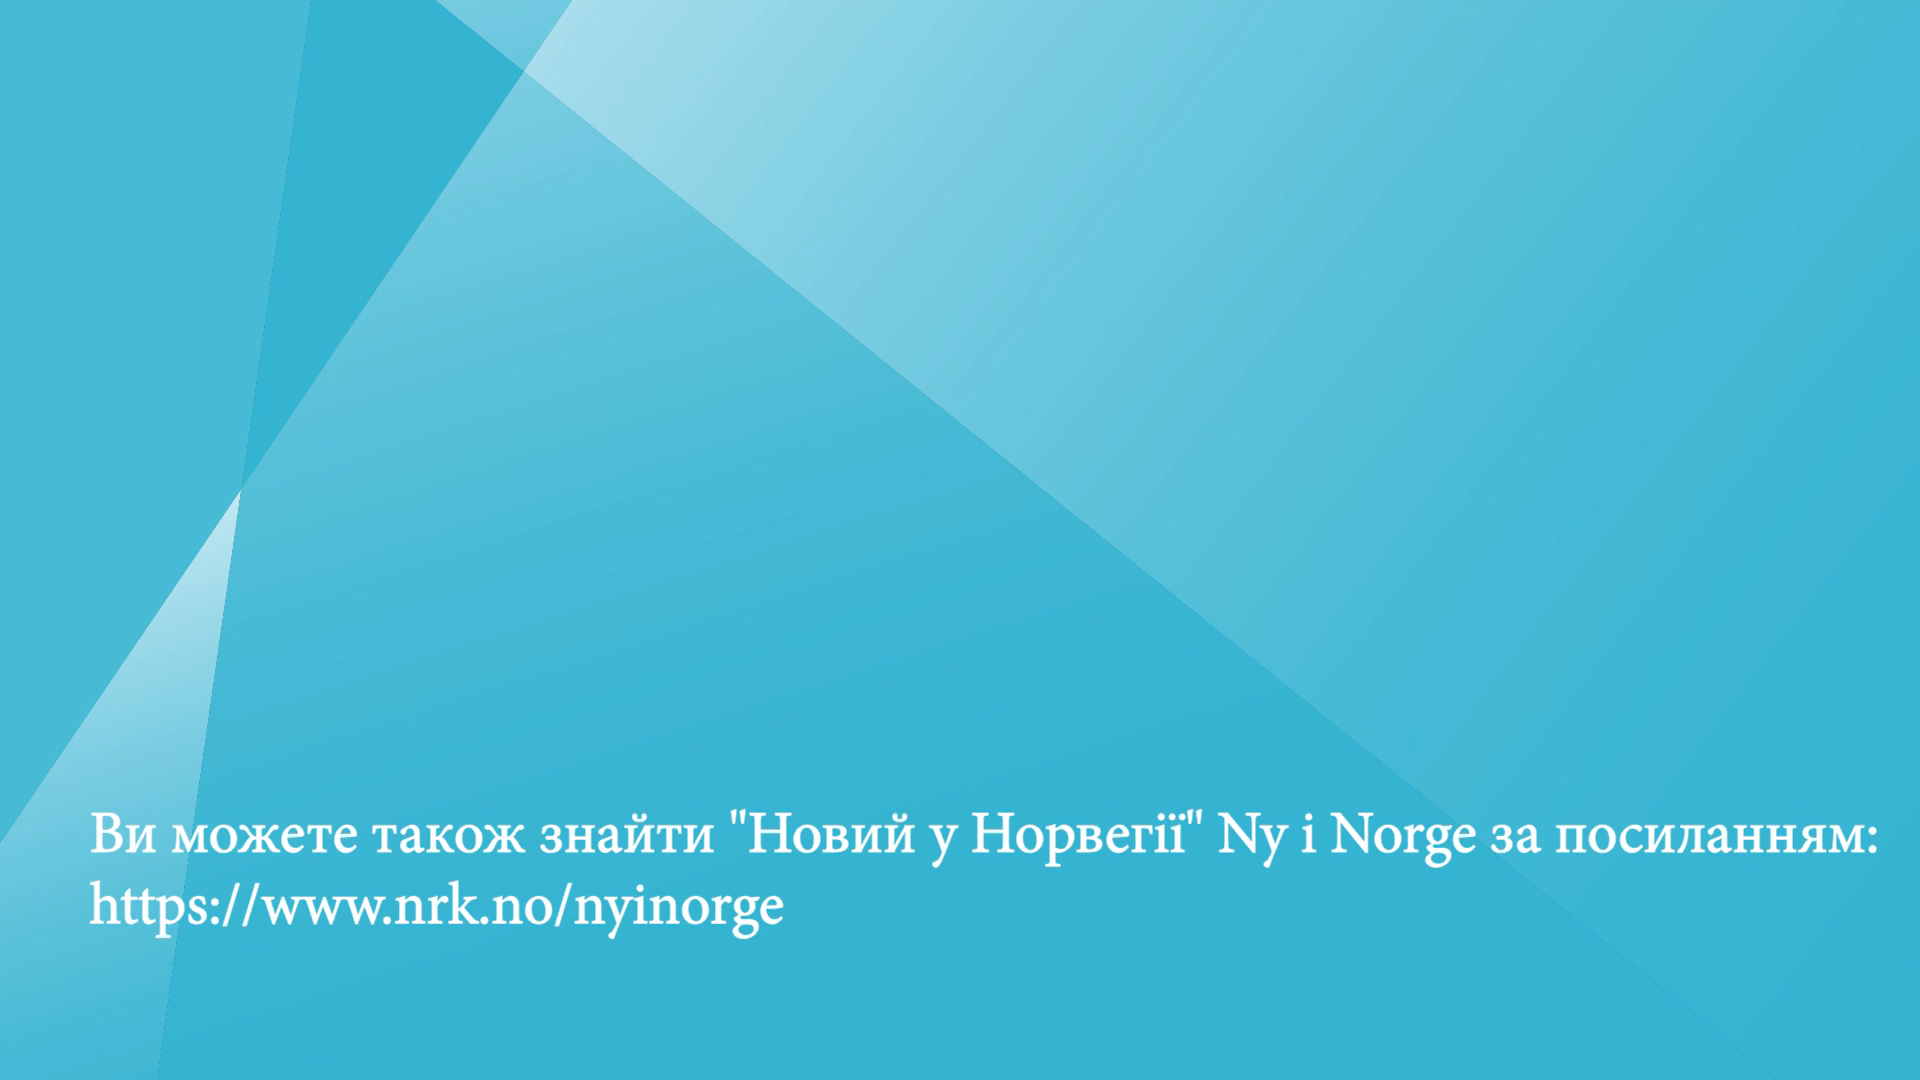 Ви можете також знайти "Новий у Норвегії" Ny i Norge за посиланням:
https://www.nrk.no/nyinorge